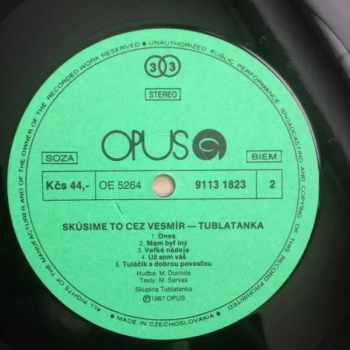 ALL RIGHTS OF THE MANUFACTURER AND OF THE OWNER OF THE RECORDED WORK RESERVED • UNAUTHORIZED PUBLIC PERFORMANCE BROADCASTING AND COPYING OF THIS RECORD PROHIBITED
33
STEREO
OPUS
SOZA
BIEM
Kčs 44,-
OE 5264
9113 1823
2
SKÚSIME TO CEZ VESMÍR — TUBLATANKA
1. Dnes
2. Mám byť iný
3. Veľké nádeje
4. Už som váš
5. Tuláčik s dobrou povesťou
Hudba: M. Ďurinda
Texty: M. Sarvaš
Skupina Tublatanka
℗ 1987 OPUS
MADE IN CZECHOSLOVAKIA